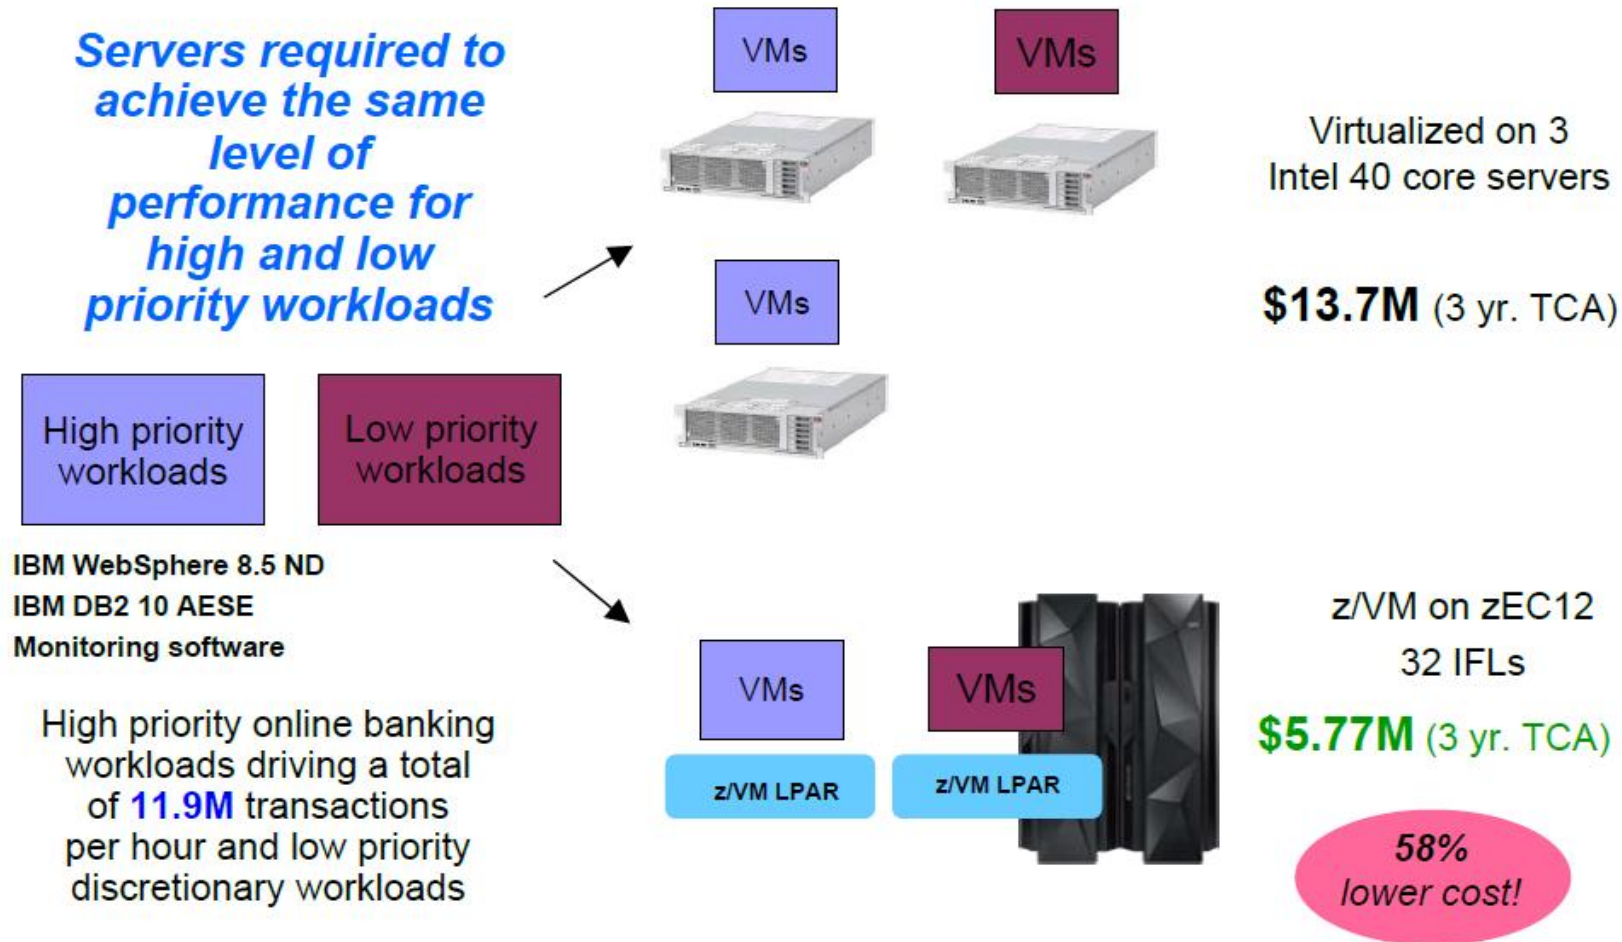 Servers required to
achieve the same
level of
performance for
high and low
priority workloads
VMs
VMs
Virtualized on 3
Intel 40 core servers
VMs
$13.7M (3 yr. TCA)
High priority
workloads
Low priority
workloads
IBM WebSphere 8.5 ND
IBM DB2 10 AESE
Monitoring software
High priority online banking
workloads driving a total
of 11.9M transactions
per hour and low priority
discretionary workloads
VMs
VMs
z/VM LPAR
z/VM LPAR
z/VM on zEC12
32 IFLs
$5.77M (3 yr. TCA)
58%
lower cost!